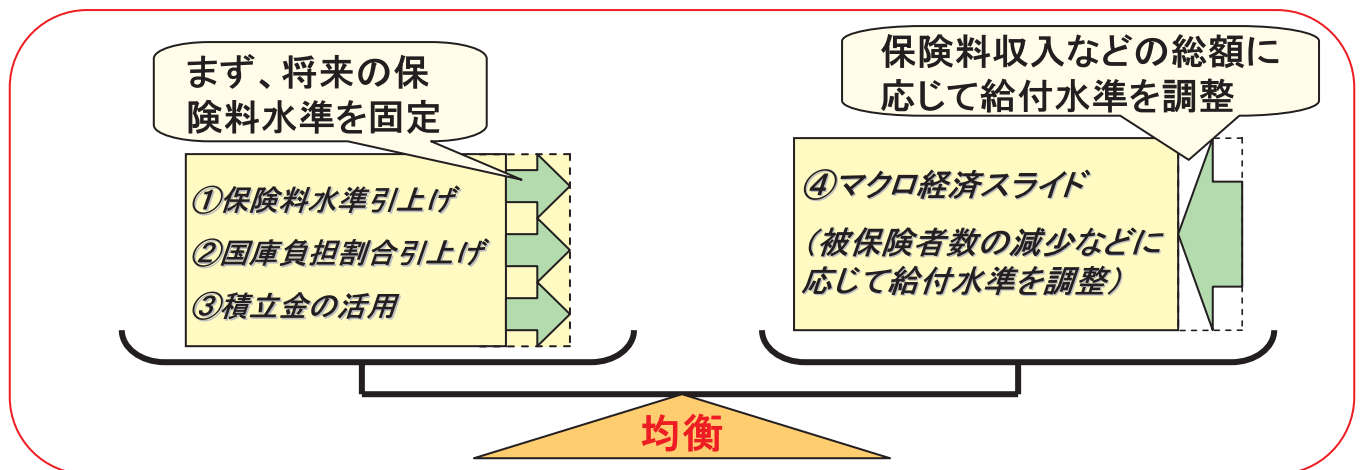 まず、将来の保
険料水準を固定
①保険料水準引上げ
②国庫負担割合引上げ
③積立金の活用
保険料収入などの総額に
応じて給付水準を調整
④マクロ経済スライド
（被保険者数の減少などに
応じて給付水準を調整）
均衡